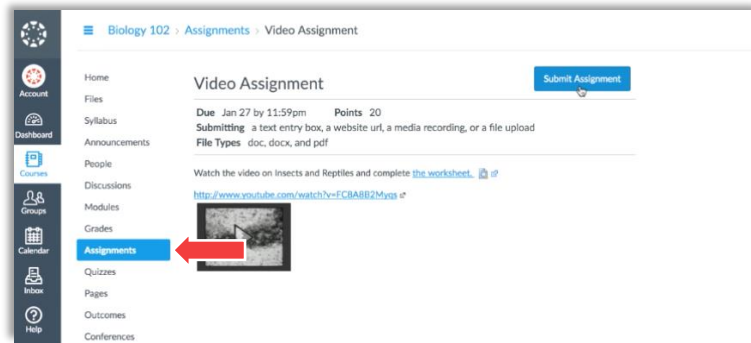 Biology 102 > Assignments > Video Assignment
Account
Dashboard
Courses
Groups
Calendar
Inbox
Help
Home
Files
Syllabus
Announcements
People
Discussions
Modules
Grades
Assignments
Quizzes
Pages
Outcomes
Conferences
Video Assignment
Submit Assignment
Due Jan 27 by 11:59pm Points 20
Submitting a text entry box, a website url, a media recording, or a file upload
File Types doc, docx, and pdf
Watch the video on Insects and Reptiles and complete the worksheet.
http://www.youtube.com/watch?v=FC8A8B2Myqs